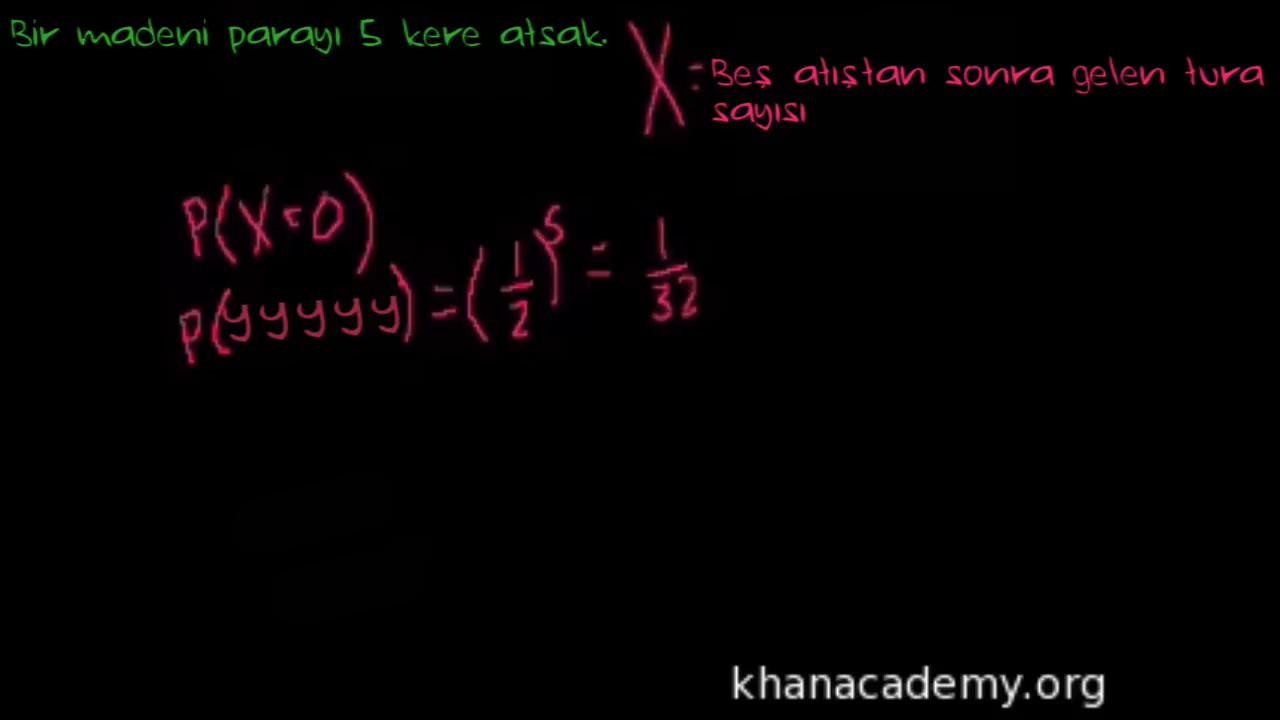 Bir madeni parayı 5 kere atsak.
X = Beş atıştan sonra gelen tura
sayısı
P(X=0)
P(yyyyy) = (1/2)^5 = 1/32
khanacademy.org